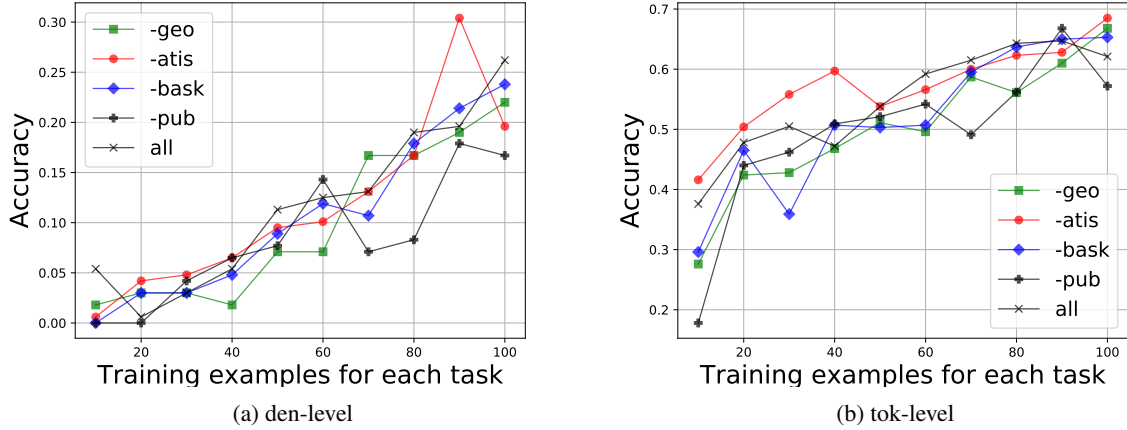 0.30
0.25
0.20
0.15
0.10
0.05
0.00
Accuracy
-geo
-atis
-bask
-pub
all
20 40 60 80 100
Training examples for each task
(a) den-level
0.7
0.6
0.5
0.4
0.3
0.2
Accuracy
-geo
-atis
-bask
-pub
all
20 40 60 80 100
Training examples for each task
(b) tok-level